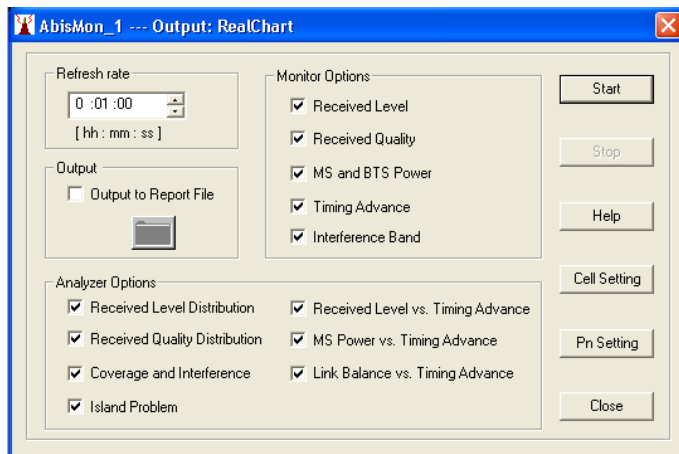 AbisMon_1 --- Output: RealChart
Refresh rate
0 :01 :00
[ hh : mm : ss ]
Output
Output to Report File
Monitor Options
Received Level
Received Quality
MS and BTS Power
Timing Advance
Interference Band
Analyzer Options
Received Level Distribution
Received Quality Distribution
Coverage and Interference
Island Problem
Received Level vs. Timing Advance
MS Power vs. Timing Advance
Link Balance vs. Timing Advance
Start
Stop
Help
Cell Setting
Pn Setting
Close